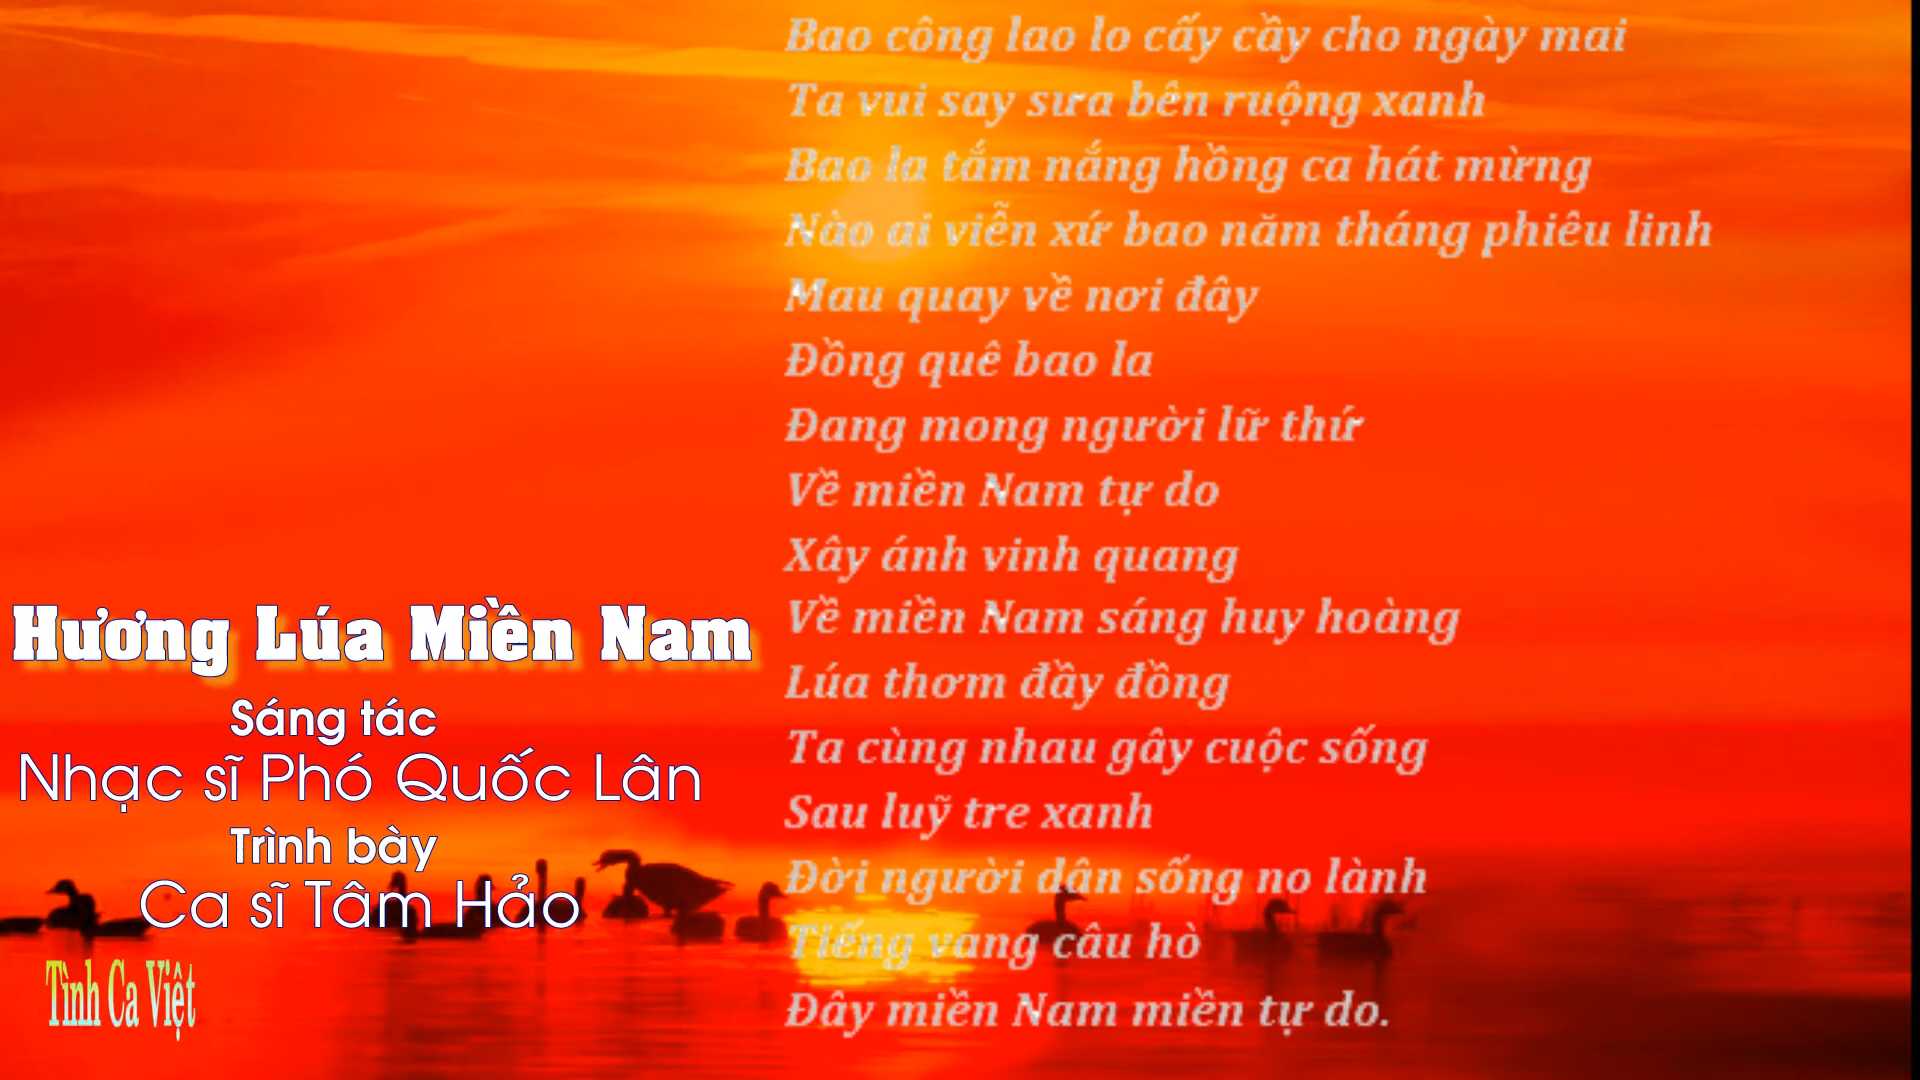 Bao công lao lo cấy cầy cho ngày mai
Ta vui say sưa bên ruộng xanh
Bao la tắm nắng hồng ca hát mừng
Nào ai viễn xứ bao năm tháng phiêu linh
Mau quay về nơi đây
Đồng quê bao la
Đang mong người lữ thứ
Về miền Nam tự do
Xây ánh vinh quang
Về miền Nam sáng huy hoàng
Lúa thơm đầy đồng
Ta cùng nhau gây cuộc sống
Sau luỹ tre xanh
Đời người dân sống no lành
Tiếng vang câu hò
Đây miền Nam miền tự do.
Hương Lúa Miền Nam
Sáng tác
Nhạc sĩ Phó Quốc Lân
Trình bày
Ca sĩ Tâm Hảo
Tình Ca Việt